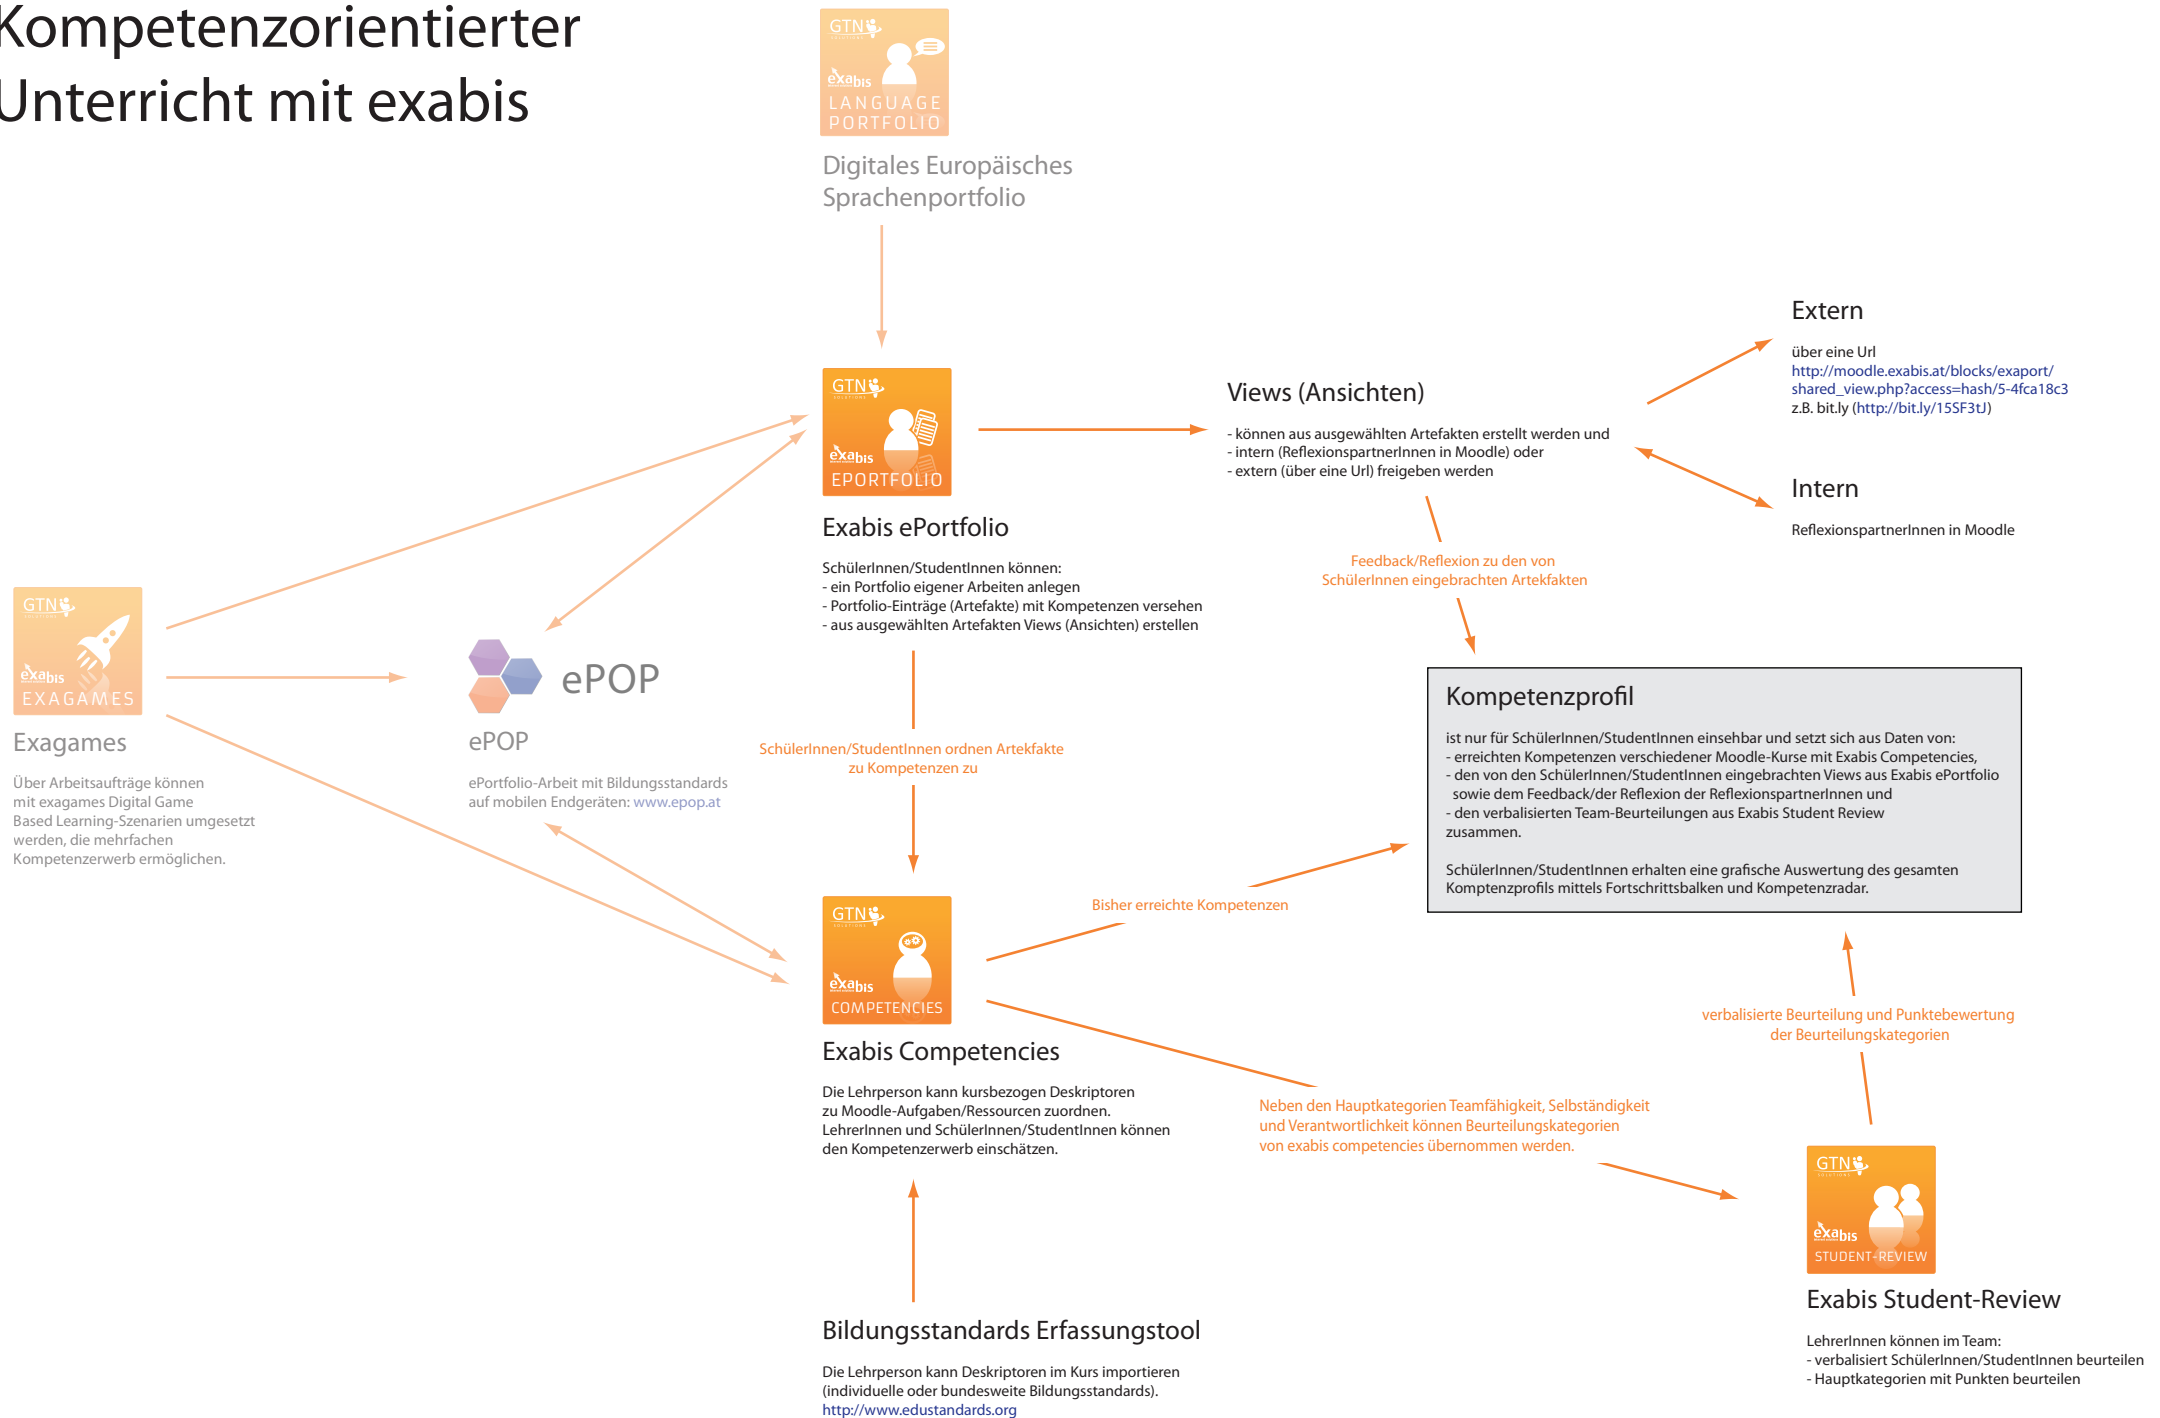 Kompetenzorientierter
Unterricht mit exabis
GTN
SOLUTIONS
exabis
LANGUAGE
PORTFOLIO
Digitales Europäisches
Sprachenportfolio
GTN
SOLUTIONS
exabis
EPORTFOLIO
Exabis ePortfolio
SchülerInnen/StudentInnen können:
- ein Portfolio eigener Arbeiten anlegen
- Portfolio-Einträge (Artefakte) mit Kompetenzen versehen
- aus ausgewählten Artefakten Views (Ansichten) erstellen
Views (Ansichten)
- können aus ausgewählten Artefakten erstellt werden und
- intern (ReflexionspartnerInnen in Moodle) oder
- extern (über eine Url) freigeben werden
Extern
über eine Url
http://moodle.exabis.at/blocks/exaport/
shared_view.php?access=hash/5-4fca18c3
z.B. bit.ly (http://bit.ly/15SF3tJ)
Intern
ReflexionspartnerInnen in Moodle
Feedback/Reflexion zu den von
SchülerInnen eingebrachten Artekfakten
GTN
SOLUTIONS
exabis
EXAGAMES
Exagames
Über Arbeitsaufträge können
mit exagames Digital Game
Based Learning-Szenarien umgesetzt
werden, die mehrfachen
Kompetenzerwerb ermöglichen.
ePOP
ePOP
ePortfolio-Arbeit mit Bildungsstandards
auf mobilen Endgeräten: www.epop.at
SchülerInnen/StudentInnen ordnen Artekfakte
zu Kompetenzen zu
Kompetenzprofil
ist nur für SchülerInnen/StudentInnen einsehbar und setzt sich aus Daten von:
- erreichten Kompetenzen verschiedener Moodle-Kurse mit Exabis Competencies,
- den von den SchülerInnen/StudentInnen eingebrachten Views aus Exabis ePortfolio
sowie dem Feedback/der Reflexion der ReflexionspartnerInnen und
- den verbalisierten Team-Beurteilungen aus Exabis Student Review
zusammen.
SchülerInnen/StudentInnen erhalten eine grafische Auswertung des gesamten
Komptenzprofils mittels Fortschrittsbalken und Kompetenzradar.
Bisher erreichte Kompetenzen
GTN
SOLUTIONS
exabis
COMPETENCIES
Exabis Competencies
Die Lehrperson kann kursbezogen Deskriptoren
zu Moodle-Aufgaben/Ressourcen zuordnen.
LehrerInnen und SchülerInnen/StudentInnen können
den Kompetenzerwerb einschätzen.
verbalisierte Beurteilung und Punktebewertung
der Beurteilungskategorien
Neben den Hauptkategorien Teamfähigkeit, Selbständigkeit
und Verantwortlichkeit können Beurteilungskategorien
von exabis competencies übernommen werden.
GTN
SOLUTIONS
exabis
STUDENT-REVIEW
Exabis Student-Review
LehrerInnen können im Team:
- verbalisiert SchülerInnen/StudentInnen beurteilen
- Hauptkategorien mit Punkten beurteilen
Bildungsstandards Erfassungstool
Die Lehrperson kann Deskriptoren im Kurs importieren
(individuelle oder bundesweite Bildungsstandards).
http://www.edustandards.org